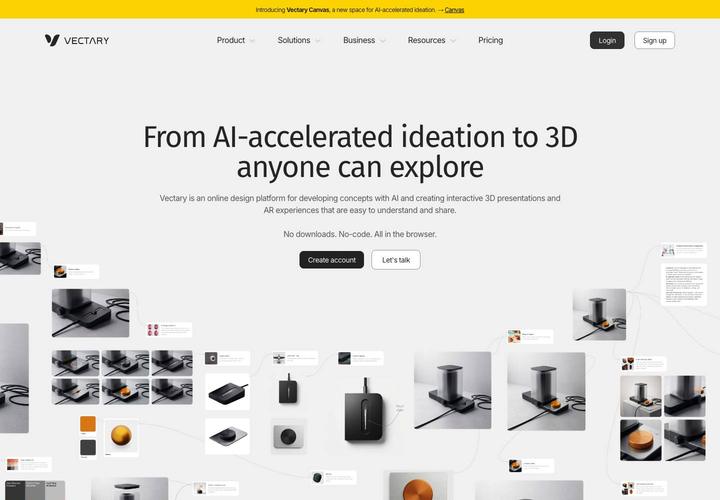 Introducing Vectary Canvas, a new space for AI-accelerated ideation. → Canvas
VECTARY
Product
Solutions
Business
Resources
Pricing
Login
Sign up
From AI-accelerated ideation to 3D
anyone can explore
Vectary is an online design platform for developing concepts with AI and creating interactive 3D presentations and
AR experiences that are easy to understand and share.
No downloads. No-code. All in the browser.
Create account
Let's talk